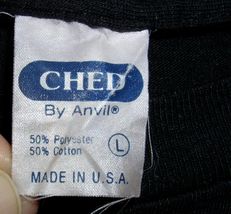 CHED
By Anvil®
50% Polyester
50% Cotton
L
MADE IN U.S.A.